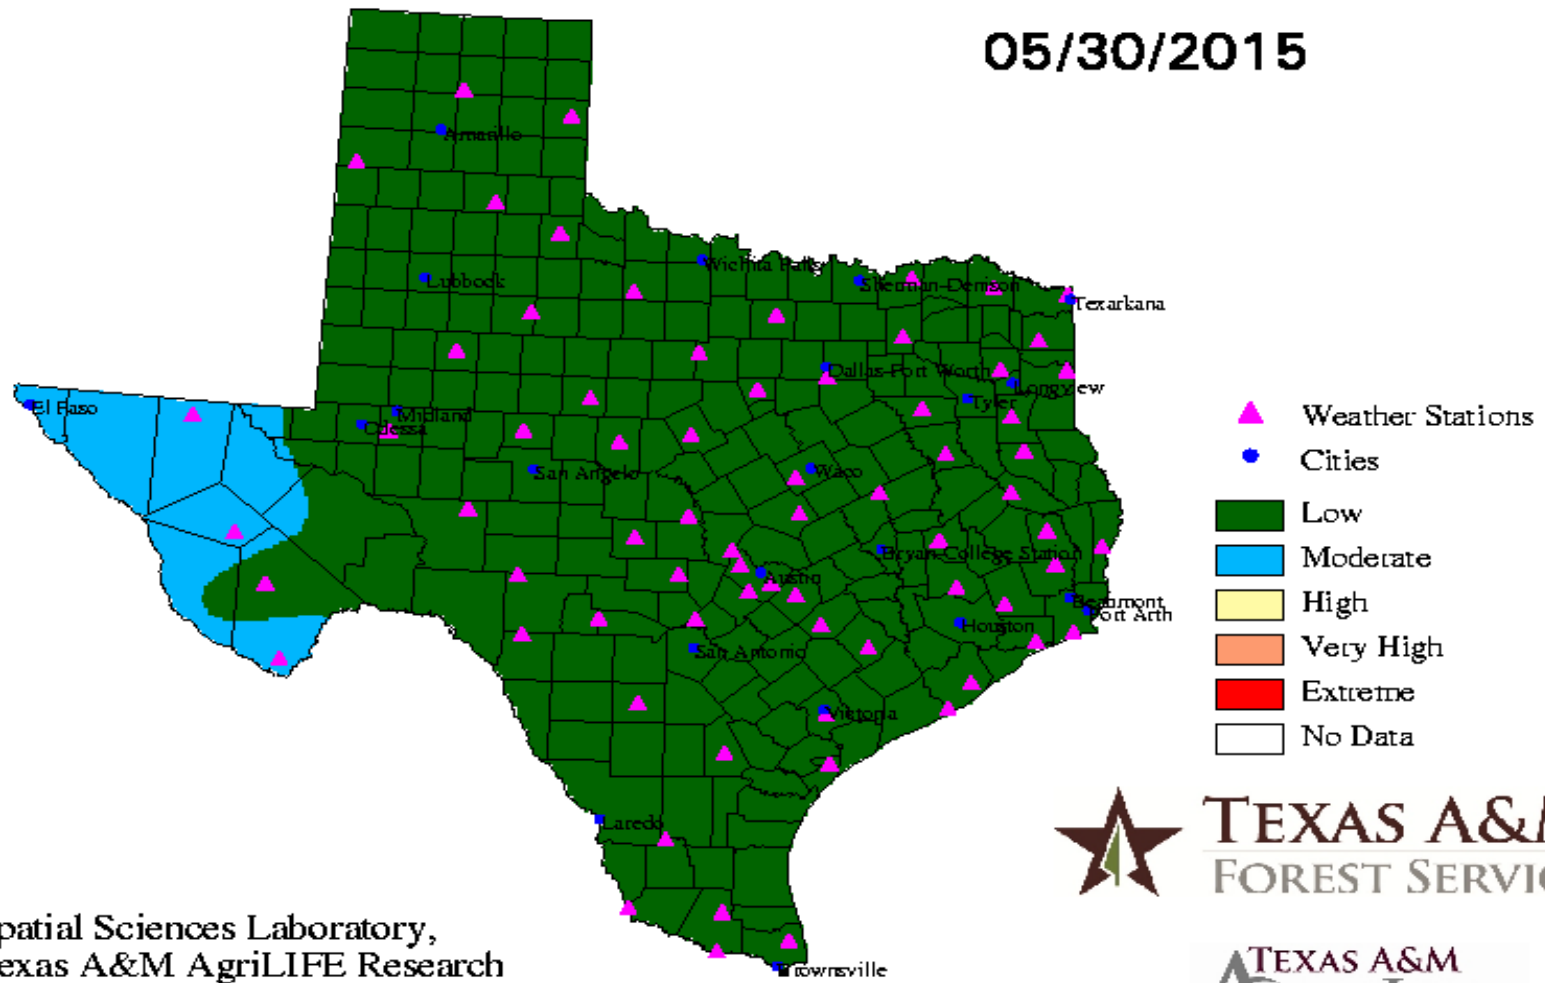 05/30/2015
Amarillo
Lubbock
Wichita Falls
Sherman-Denison
Texarkana
Dallas-Fort Worth
Longview
Tyler
El Paso
Midland
Odessa
San Angelo
Waco
Bryan-College Station
Austin
Beaumont
Port Arth
Houston
San Antonio
Victoria
Laredo
Brownsville
Weather Stations
Cities
Low
Moderate
High
Very High
Extreme
No Data
TEXAS A&M
FOREST SERVIC
patial Sciences Laboratory,
exas A&M AgriLIFE Research
TEXAS A&M